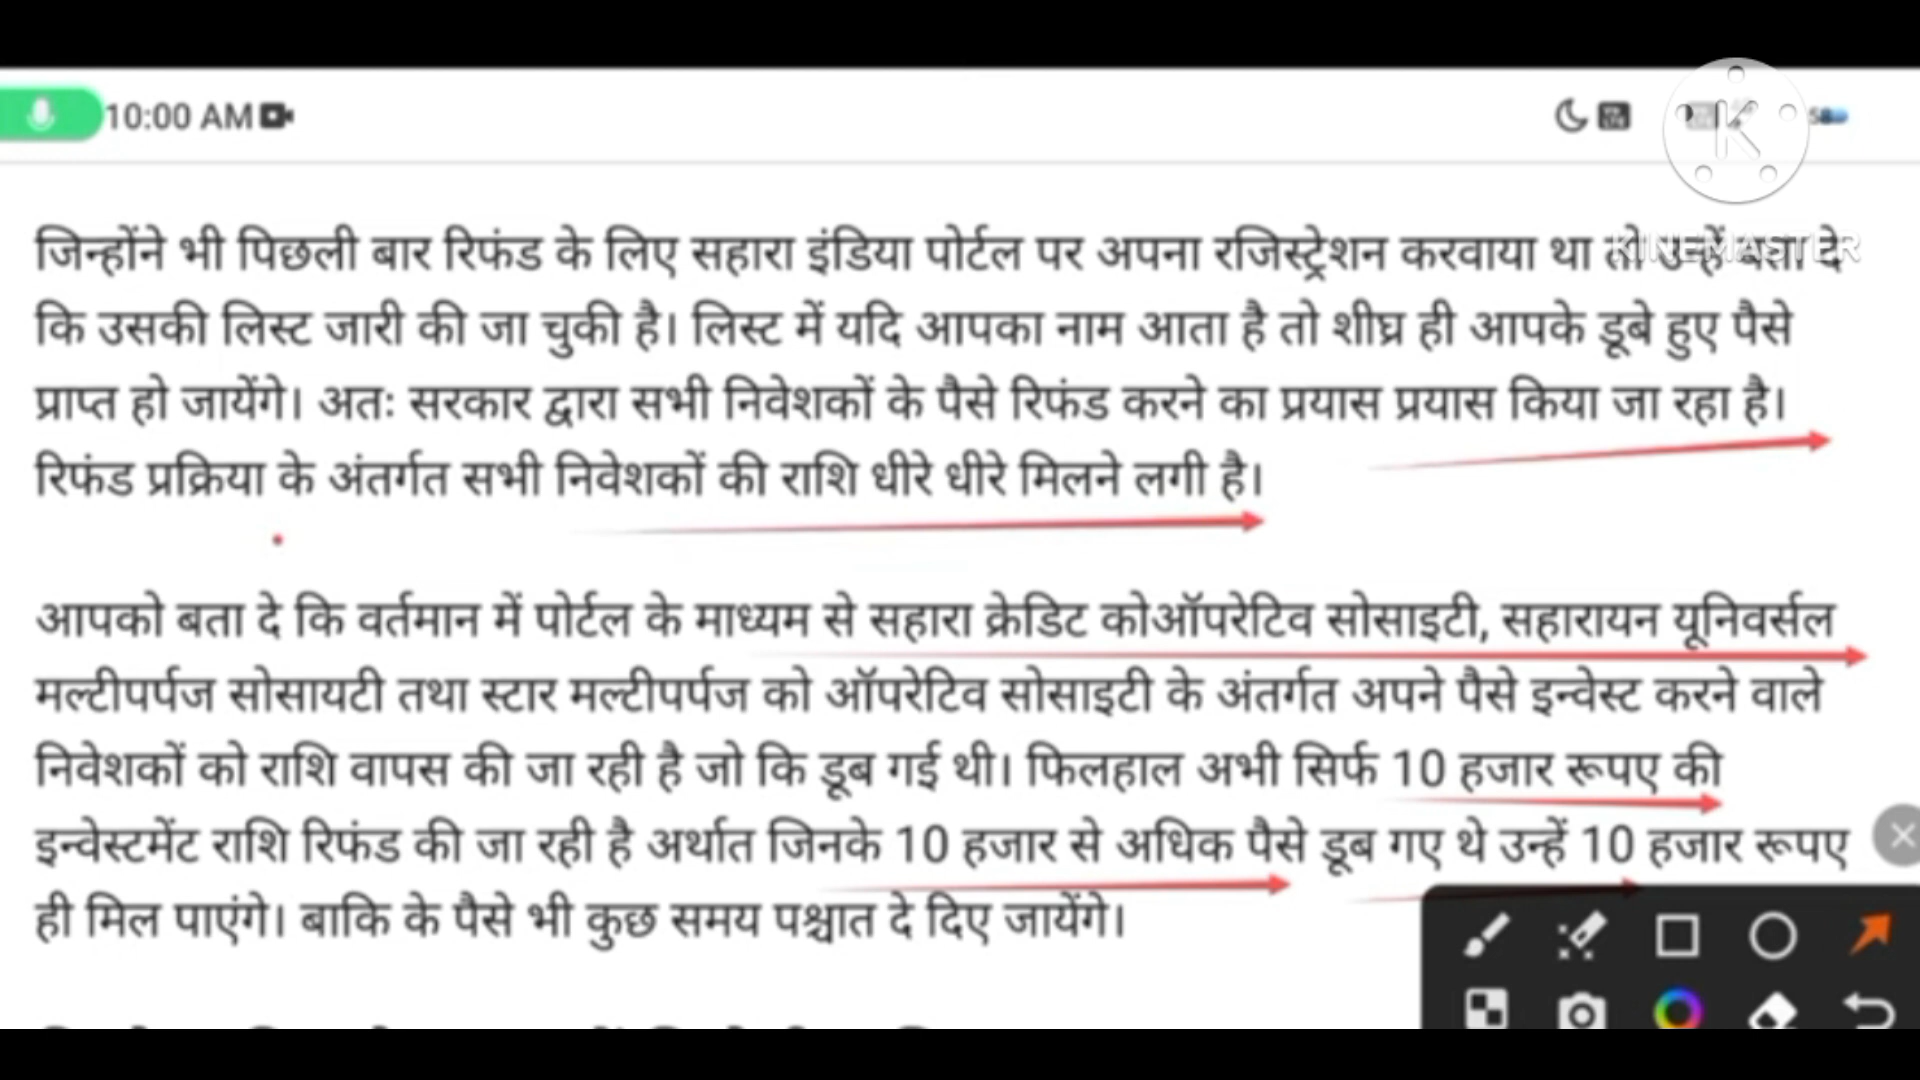 10:00 AM
58
KINEMASTER
जिन्होंने भी पिछली बार रिफंड के लिए सहारा इंडिया पोर्टल पर अपना रजिस्ट्रेशन करवाया था तो उन्हें बता दे
कि उसकी लिस्ट जारी की जा चुकी है। लिस्ट में यदि आपका नाम आता है तो शीघ्र ही आपके डूबे हुए पैसे
प्राप्त हो जायेंगे। अतः सरकार द्वारा सभी निवेशकों के पैसे रिफंड करने का प्रयास प्रयास किया जा रहा है।
रिफंड प्रक्रिया के अंतर्गत सभी निवेशकों की राशि धीरे धीरे मिलने लगी है।
आपको बता दे कि वर्तमान में पोर्टल के माध्यम से सहारा क्रेडिट कोऑपरेटिव सोसाइटी, सहारायन यूनिवर्सल
मल्टीपर्पज सोसायटी तथा स्टार मल्टीपर्पज को ऑपरेटिव सोसाइटी के अंतर्गत अपने पैसे इन्वेस्ट करने वाले
निवेशकों को राशि वापस की जा रही है जो कि डूब गई थी। फिलहाल अभी सिर्फ 10 हजार रूपए की
इन्वेस्टमेंट राशि रिफंड की जा रही है अर्थात जिनके 10 हजार से अधिक पैसे डूब गए थे उन्हें 10 हजार रूपए
ही मिल पाएंगे। बाकि के पैसे भी कुछ समय पश्चात दे दिए जायेंगे।